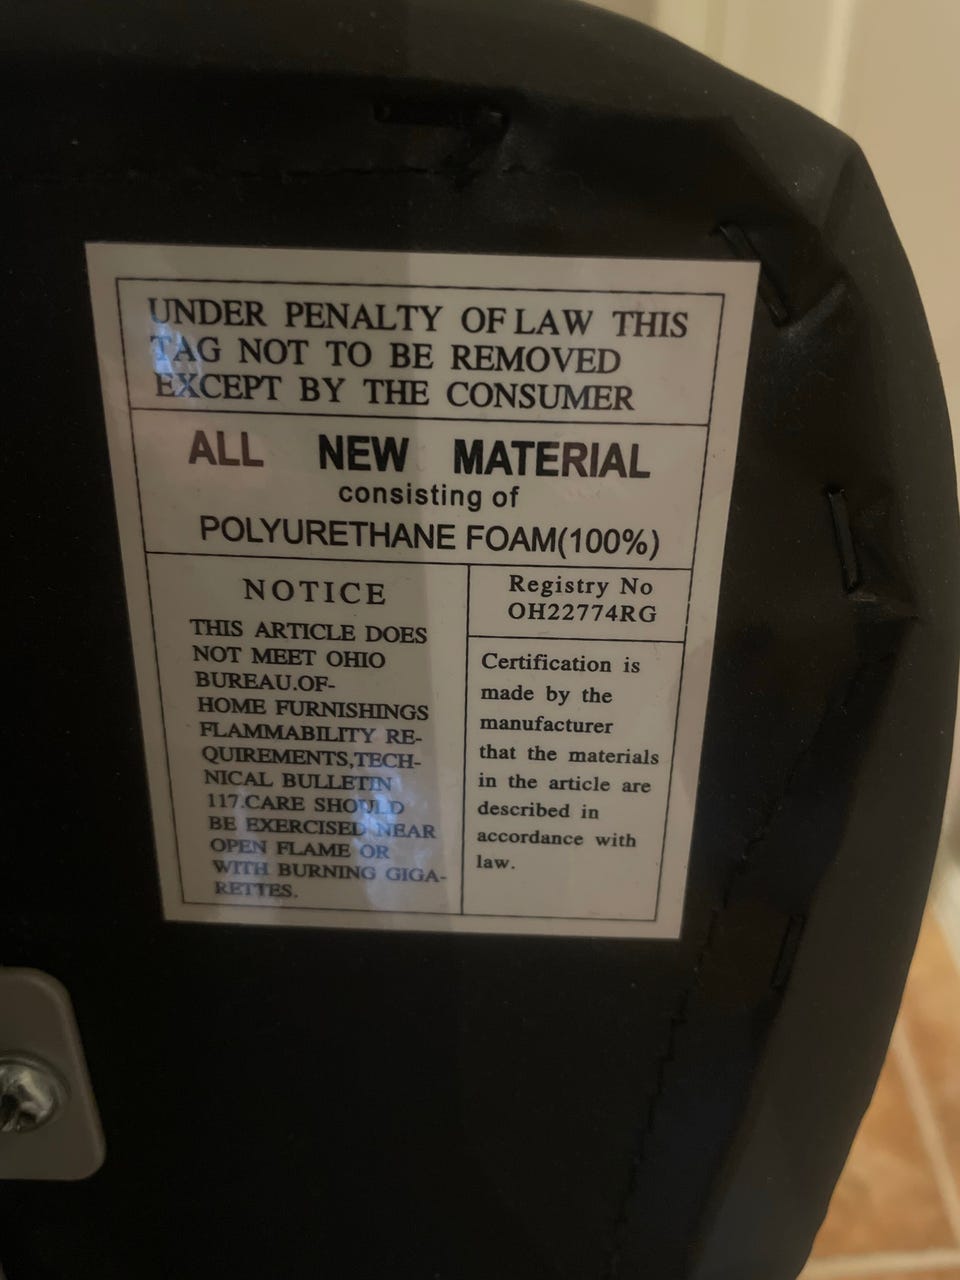 UNDER PENALTY OF LAW THIS
TAG NOT TO BE REMOVED
EXCEPT BY THE CONSUMER
ALL NEW MATERIAL
consisting of
POLYURETHANE FOAM(100%)
NOTICE
THIS ARTICLE DOES
NOT MEET OHIO
BUREAU.OF-
HOME FURNISHINGS
FLAMMABILITY RE-
QUIREMENTS,TECH-
NICAL BULLETIN
117.CARE SHOULD
BE EXERCISED NEAR
OPEN FLAME OR
WITH BURNING GIGA-
RETTES.
Registry No
OH22774RG
Certification is
made by the
manufacturer
that the materials
in the article are
described in
accordance with
law.